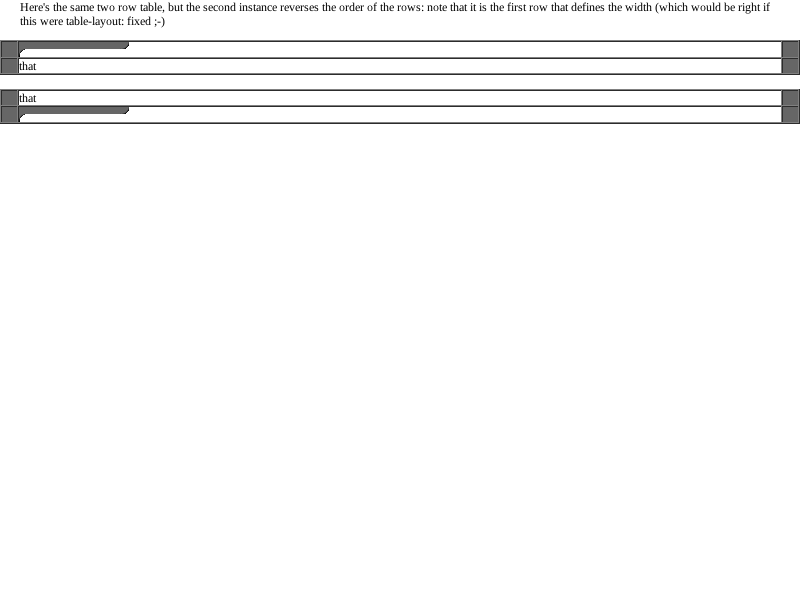 Here's the same two row table, but the second instance reverses the order of the rows: note that it is the first row that defines the width (which would be right if
this were table-layout: fixed ;-)
that
that